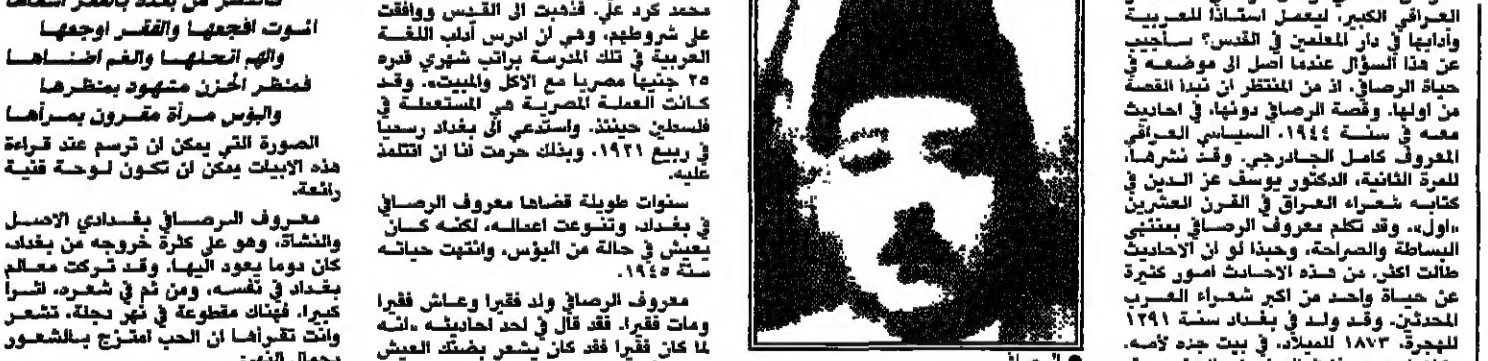 العراقي الكبير، ليعمل استاذا للعربية
وآدابها في دار المعلمين في القدس؟ سأجيب
عن هذا السؤال عندما اصل الى موضعه في
حياة الرصافي. اذ من المنتظر ان تبدا القصة
من اولها. وقصة الرصافي دونها، في احاديث
معه في سنة ١٩٤٤، السياسي العراقي
المعروف كامل الجادرجي. وقد نشرها،
للمرة الثانية، الدكتور يوسف عز الدين في
كتابه شعراء العراق في القرن العشرين
«اول». وقد تكلم معروف الرصافي بمنتهى
البساطة والصراحة، وحبذا لو ان الاحاديث
طالت اكثر. من هذه الاحاديث امور كثيرة
عن حياة واحد من اكبر شعراء العرب
المحدثين. وقد ولد في بغداد سنة ١٢٩١
للهجرة، ١٨٧٣ للميلاد، في بيت جده لأمه.
محمد كرد علي. فذهبت الى القدس ووافقت
على شروطهم، وهي ان ادرس آداب اللغة
العربية في تلك المدرسة براتب شهري قدره
٢٥ جنيها مصريا مع الاكل والمبيت». وقد
كانت العملة المصرية هي المستعملة في
فلسطين حينئذ. واستدعي الى بغداد رسميا
في ربيع ١٩٢١. وبذلك حرمت أنا ان اتتلمذ
عليه.
سنوات طويلة قضاها معروف الرصافي
في بغداد، وتنوعت اعماله، لكنه كان
يعيش في حالة من البؤس، وانتهت حياته
سنة ١٩٤٥.
معروف الرصافي ولد فقيرا وعاش فقيرا
ومات فقيرا. فقد قال في احد احاديثه «انه
لما كان فقيرا فقد كان يشعر بضنك العيش
الموت افجعها والفقر اوجعها
والهم انحلها والغم اضناها
فمنظر الحزن مشهود بمنظرها
والبؤس مرآة مقرون بمرآها
الصورة التي يمكن ان ترسم عند قراءة
هذه الابيات يمكن ان تكون لوحة فنية
رائعة.
معروف الرصافي بغدادي الاصل
والنشأة، وهو على كثرة خروجه من بغداد،
كان دوما يعود اليها. وقد تركت معالم
بغداد في نفسه، ومن ثم في شعره، اثرا
كبيرا. فهناك مقطوعة في نهر دجلة، تشعر
وانت تقرأها ان الحب امتزج بالشعور